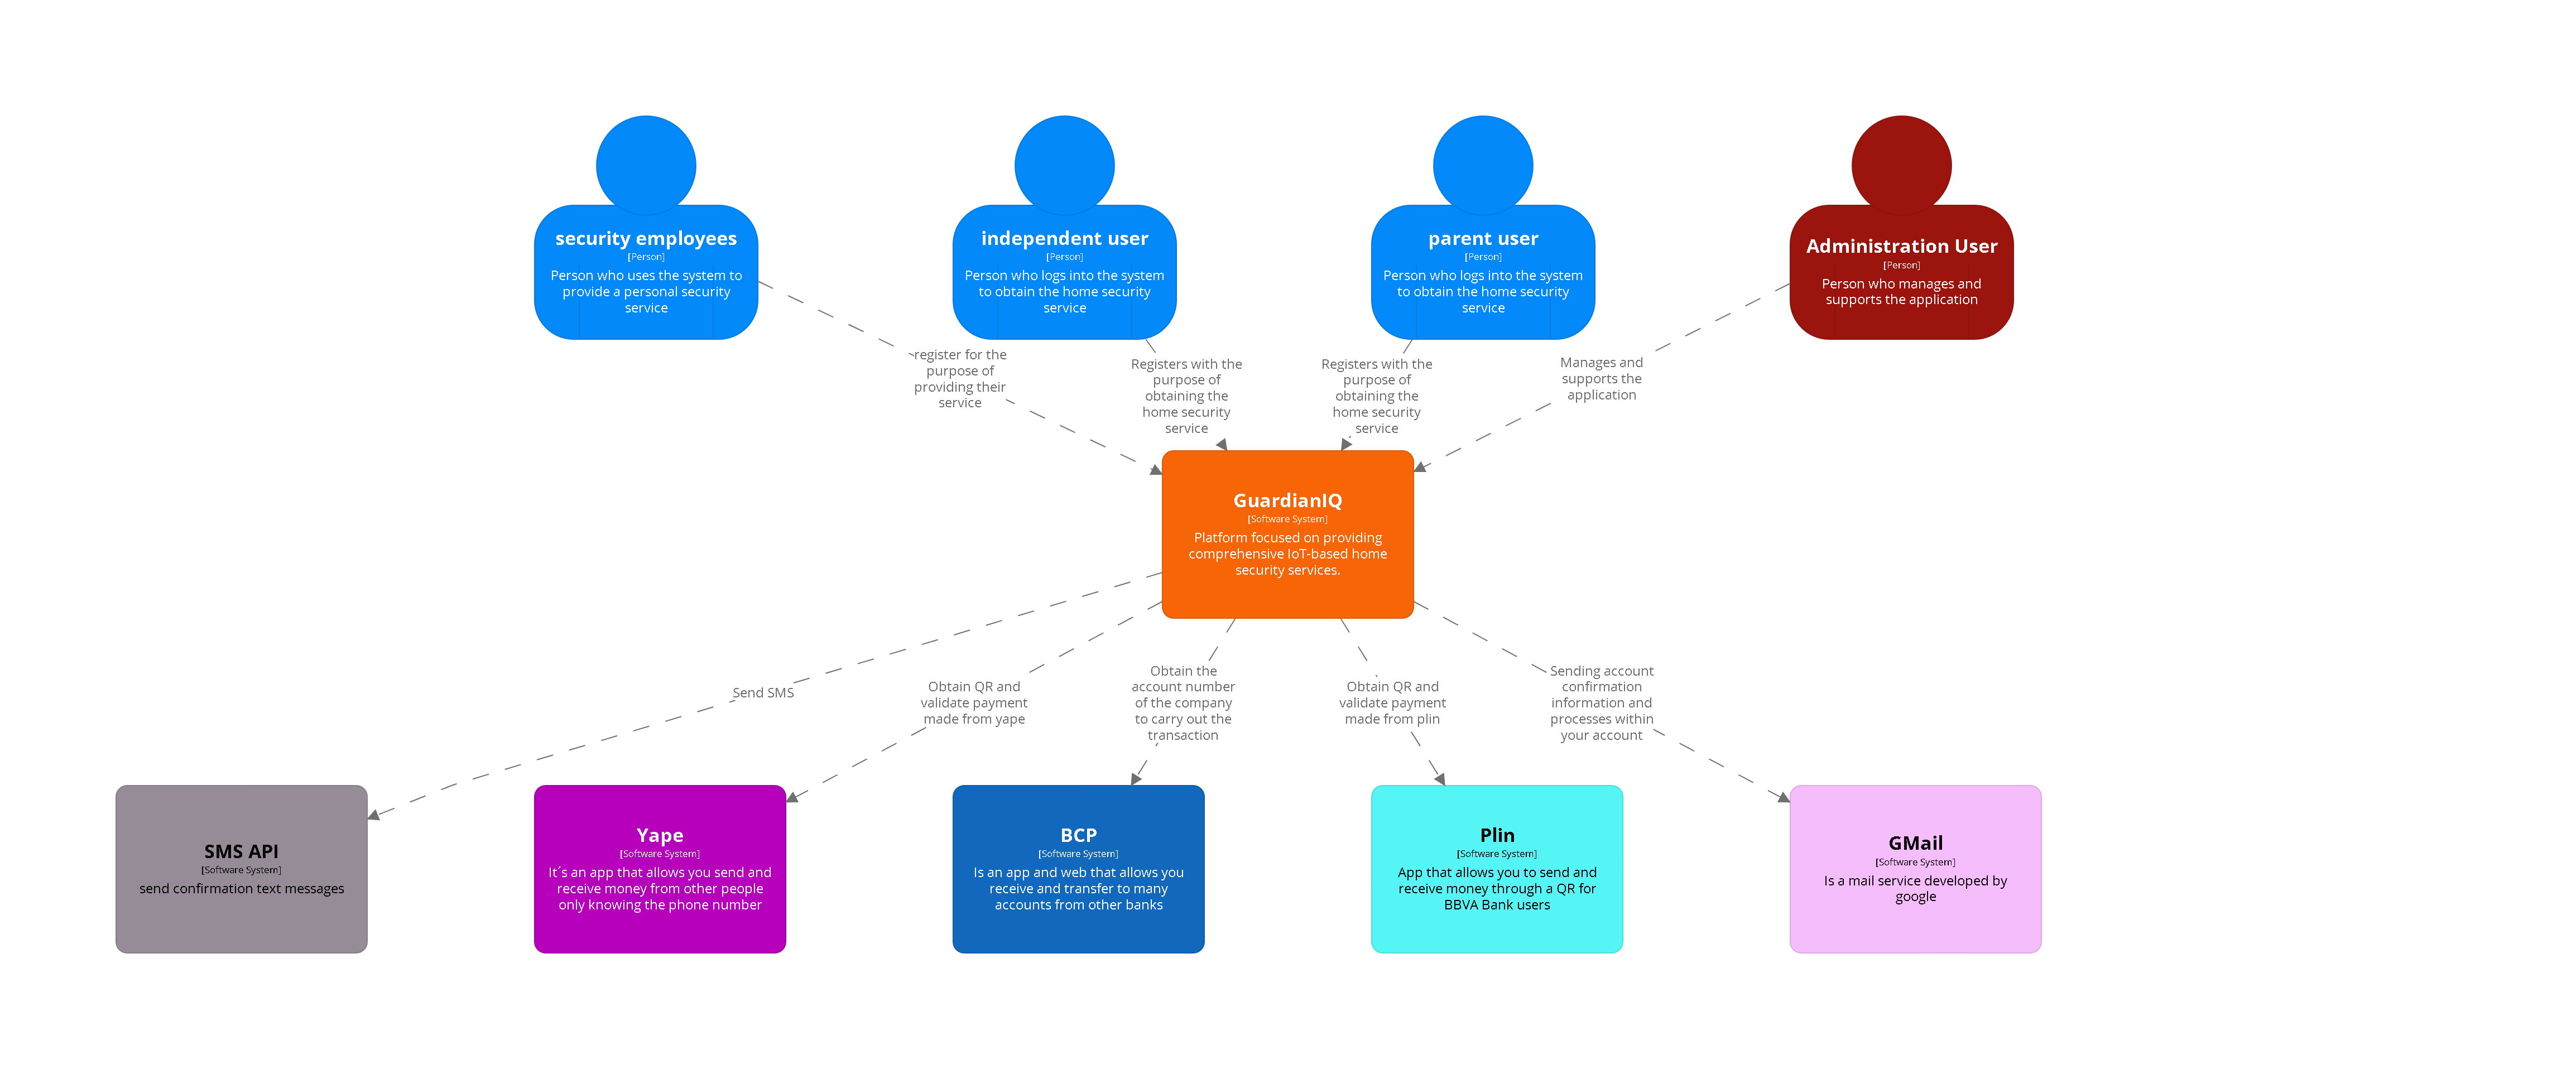 security employees
[Person]
Person who uses the system to
provide a personal security
service
independent user
[Person]
Person who logs into the system
to obtain the home security
service
parent user
[Person]
Person who logs into the system
to obtain the home security
service
Administration User
[Person]
Person who manages and
supports the application
register for the
purpose of
providing their
service
Registers with the
purpose of
obtaining the
home security
service
Registers with the
purpose of
obtaining the
home security
service
Manages and
supports the
application
GuardianIQ
[Software System]
Platform focused on providing
comprehensive IoT-based home
security services.
Send SMS
Obtain QR and
validate payment
made from yape
Obtain the
account number
of the company
to carry out the
transaction
Obtain QR and
validate payment
made from plin
Sending account
confirmation
information and
processes within
your account
SMS API
[Software System]
send confirmation text messages
Yape
[Software System]
It´s an app that allows you send and
receive money from other people
only knowing the phone number
BCP
[Software System]
Is an app and web that allows you
receive and transfer to many
accounts from other banks
Plin
[Software System]
App that allows you to send and
receive money through a QR for
BBVA Bank users
GMail
[Software System]
Is a mail service developed by
google